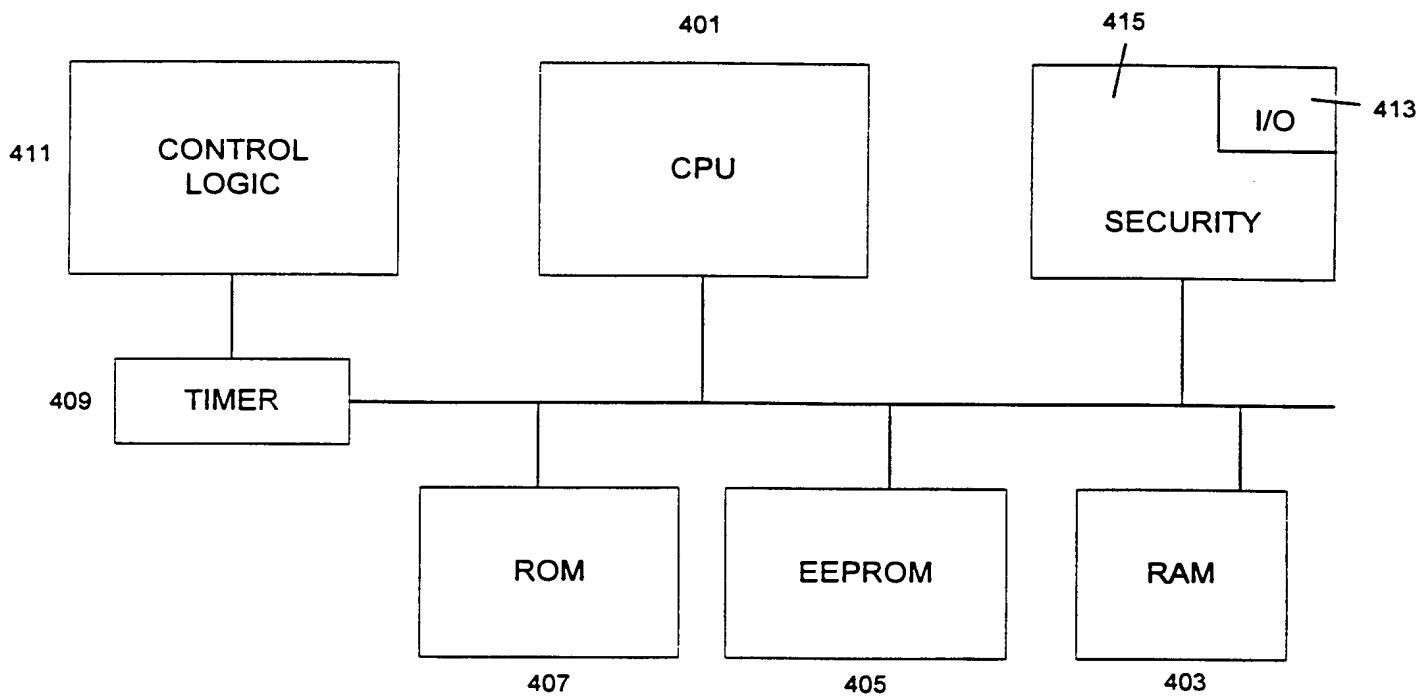 401
415
CONTROL
LOGIC
411
CPU
I/O
413
SECURITY
409
TIMER
ROM
EEPROM
RAM
407
405
403